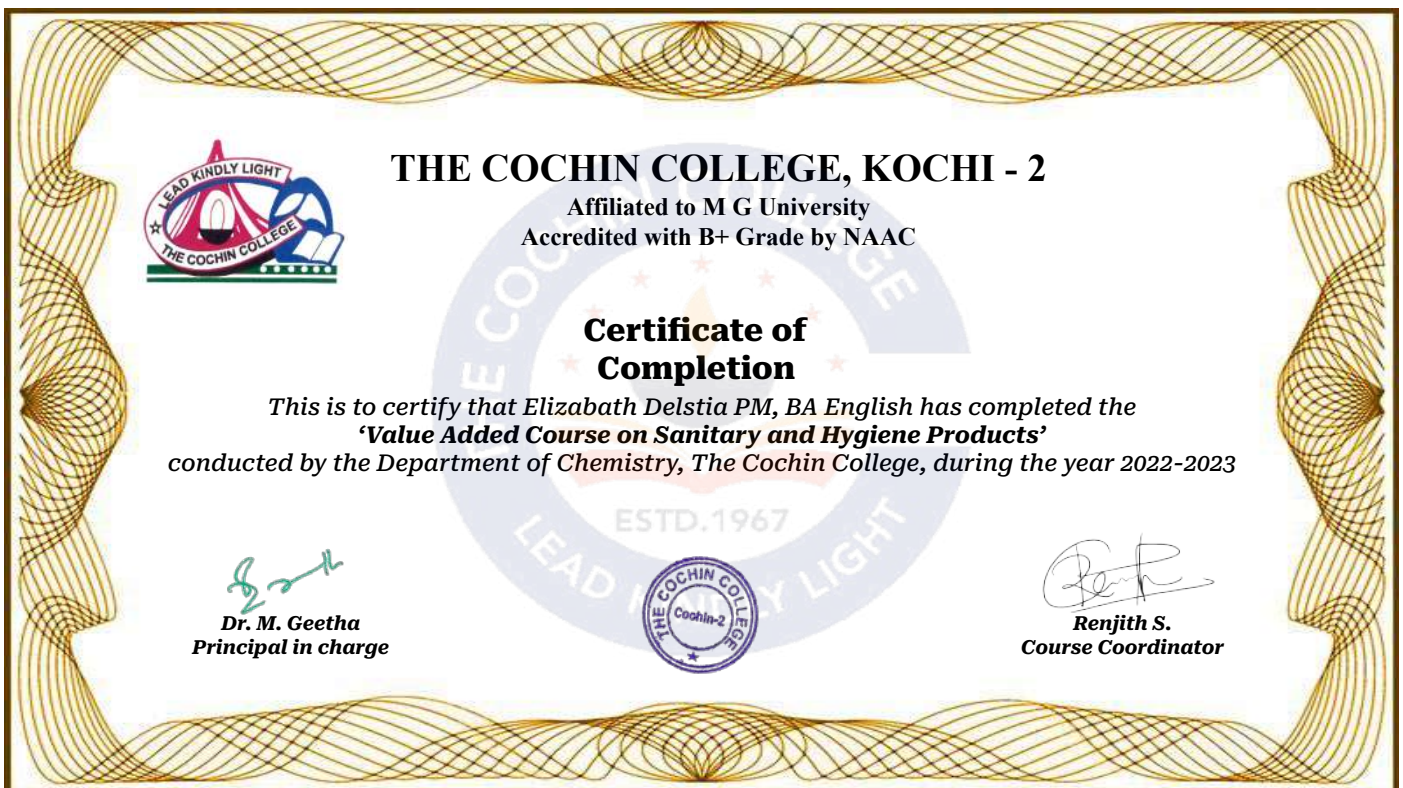 LEAD KINDLY LIGHT
THE COCHIN COLLEGE
THE COCHIN COLLEGE, KOCHI - 2
Affiliated to M G University
Accredited with B+ Grade by NAAC
THE COCHIN COLLEGE
Certificate of
Completion
This is to certify that Elizabath Delstia PM, BA English has completed the
‘Value Added Course on Sanitary and Hygiene Products’
conducted by the Department of Chemistry, The Cochin College, during the year 2022-2023
ESTD.1967
LEAD KINDLY LIGHT
THE COCHIN COLLEGE
Cochin-2
Dr. M. Geetha
Principal in charge
Renjith S.
Course Coordinator